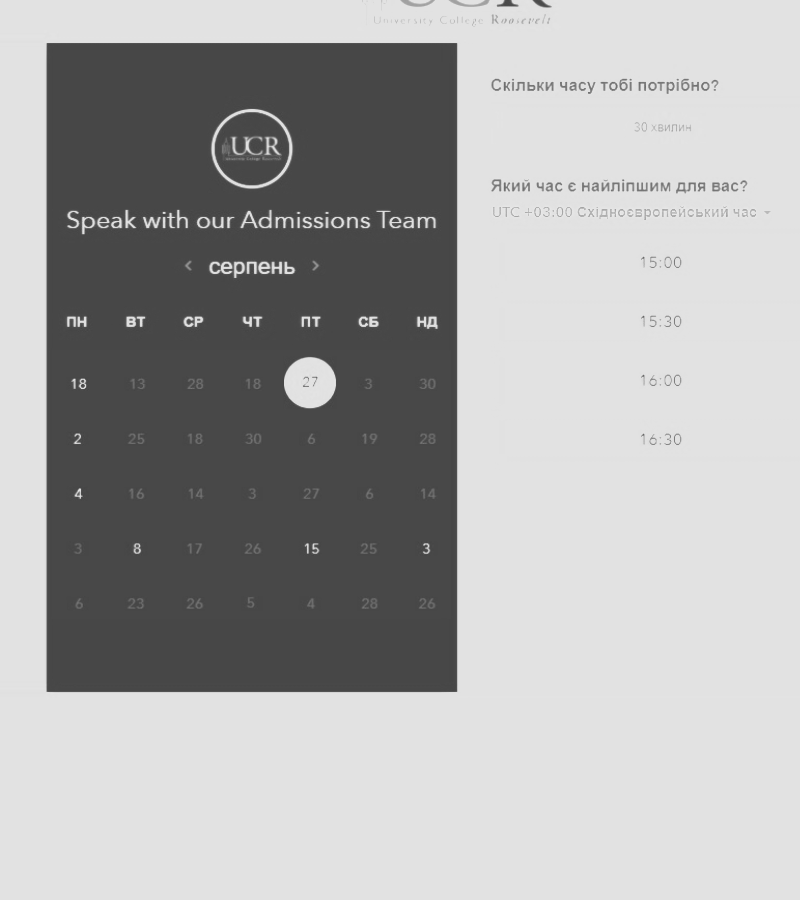 UCR
University College Roosevelt
UCR
Speak with our Admissions Team
серпень
ПН ВТ СР ЧТ ПТ СБ НД
18 13 28 18 27 3 30
2 25 18 30 6 19 28
4 16 14 3 27 6 14
3 8 17 26 15 25 3
6 23 26 5 4 28 26
Скільки часу тобі потрібно?
30 хвилин
Який час є найліпшим для вас?
UTC +03:00 Східноєвропейський час
15:00
15:30
16:00
16:30